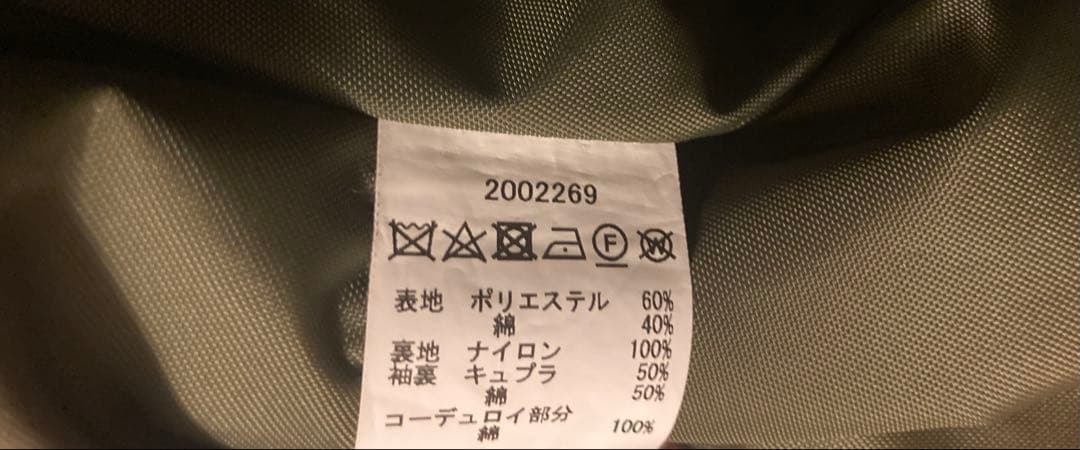 2002269
F W
表地 ポリエステル 60%
綿 40%
裏地 ナイロン 100%
袖裏 キュプラ 50%
綿 50%
コーデュロイ部分
綿 100%